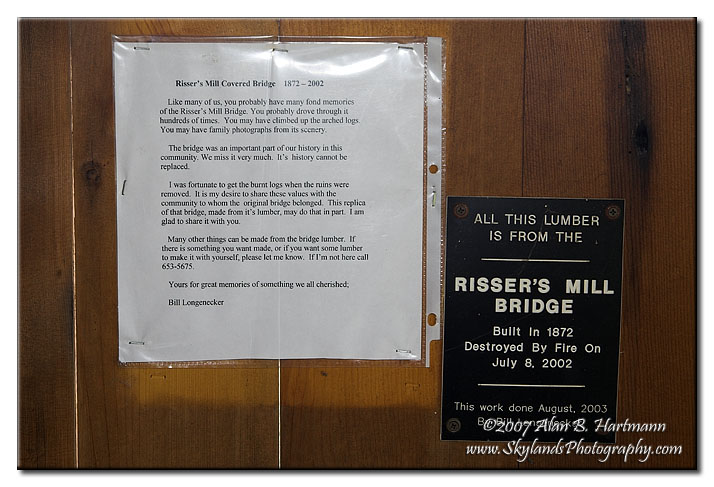 Risser's Mill Covered Bridge 1872 – 2002
Like many of us, you probably have many fond memories
of the Risser's Mill Bridge. You probably drove through it
hundreds of times. You may have climbed up the arched logs.
You may have family photographs from its scenery.
The bridge was an important part of our history in this
community. We miss it very much. It's history cannot be
replaced.
I was fortunate to get the burnt logs when the ruins were
removed. It is my desire to share these values with the
community to whom the original bridge belonged. This replica
of that bridge, made from it's lumber, may do that in part. I am
glad to share it with you.
Many other things can be made from the bridge lumber. If
there is something you want made, or if you want some lumber
to make it with yourself, please let me know. If I'm not here call
653-5675.
Yours for great memories of something we all cherished;
Bill Longenecker
ALL THIS LUMBER
IS FROM THE
RISSER'S MILL
BRIDGE
Built In 1872
Destroyed By Fire On
July 8, 2002
This work done August, 2003
By Bill Longenecker
©2007 Alan B. Hartmann
www.SkylandsPhotography.com